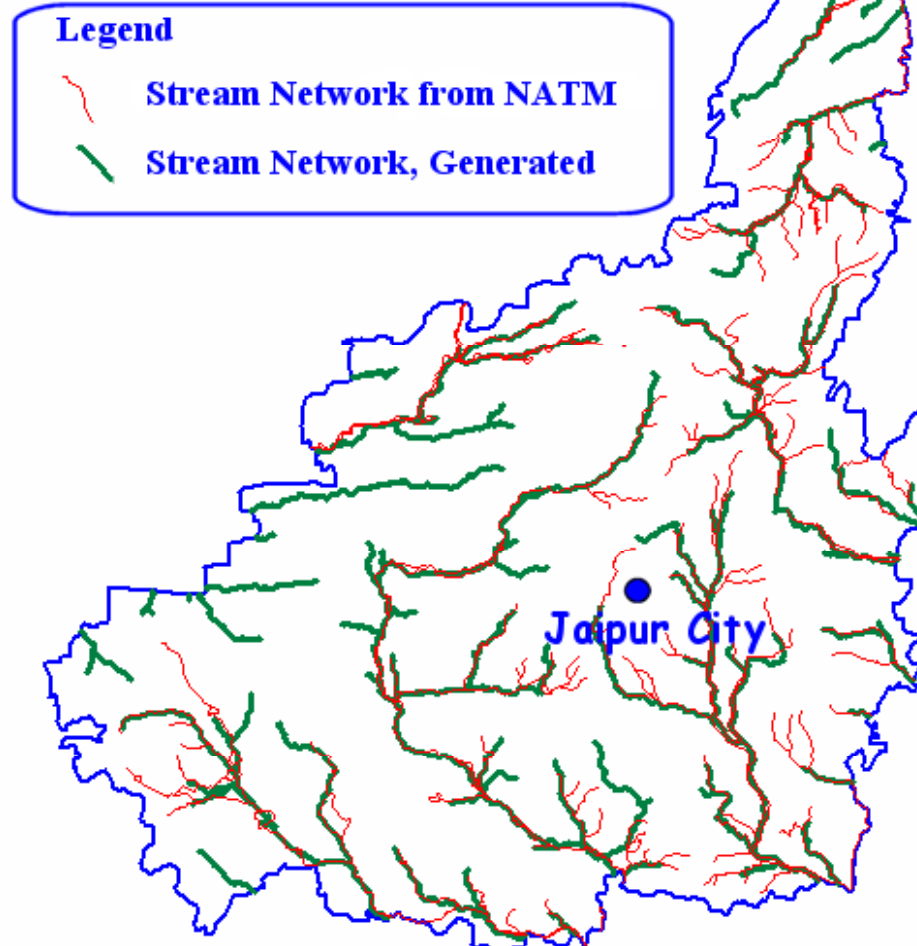 Legend
Stream Network from NATM
Stream Network, Generated
Jaipur City